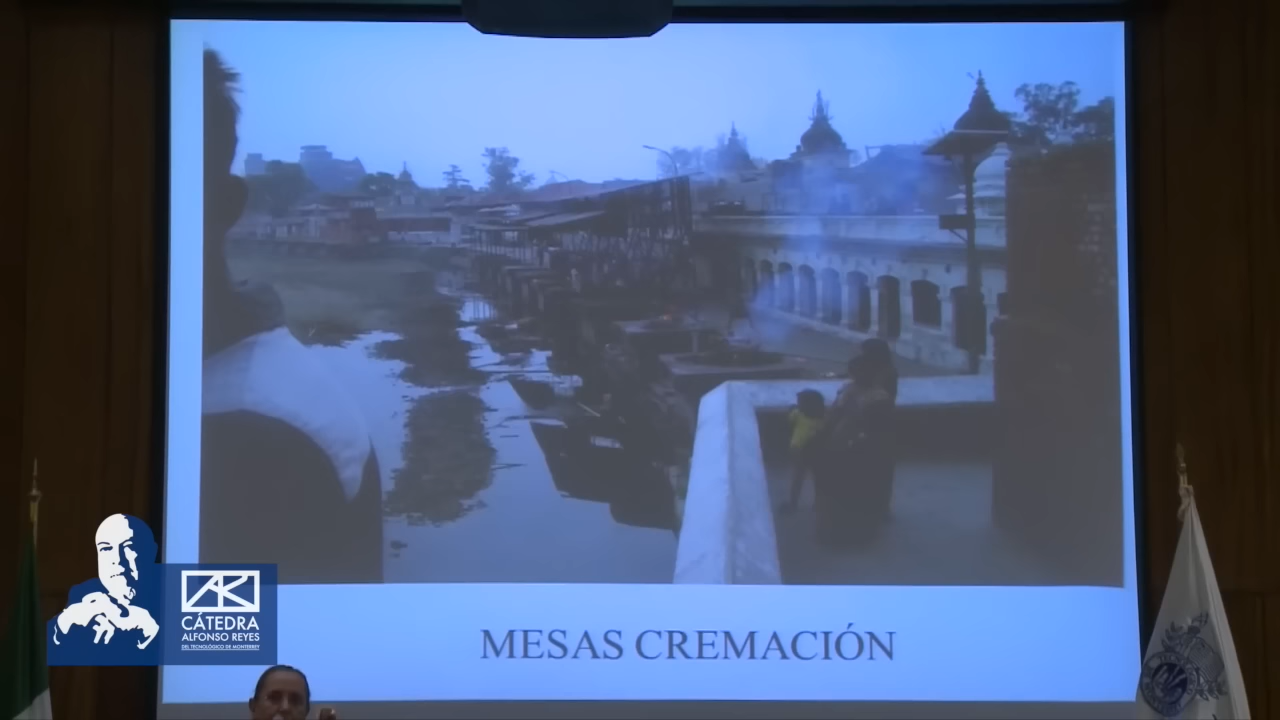 MESAS CREMACIÓN
CÁTEDRA
ALFONSO REYES
DEL TECNOLÓGICO DE MONTERREY